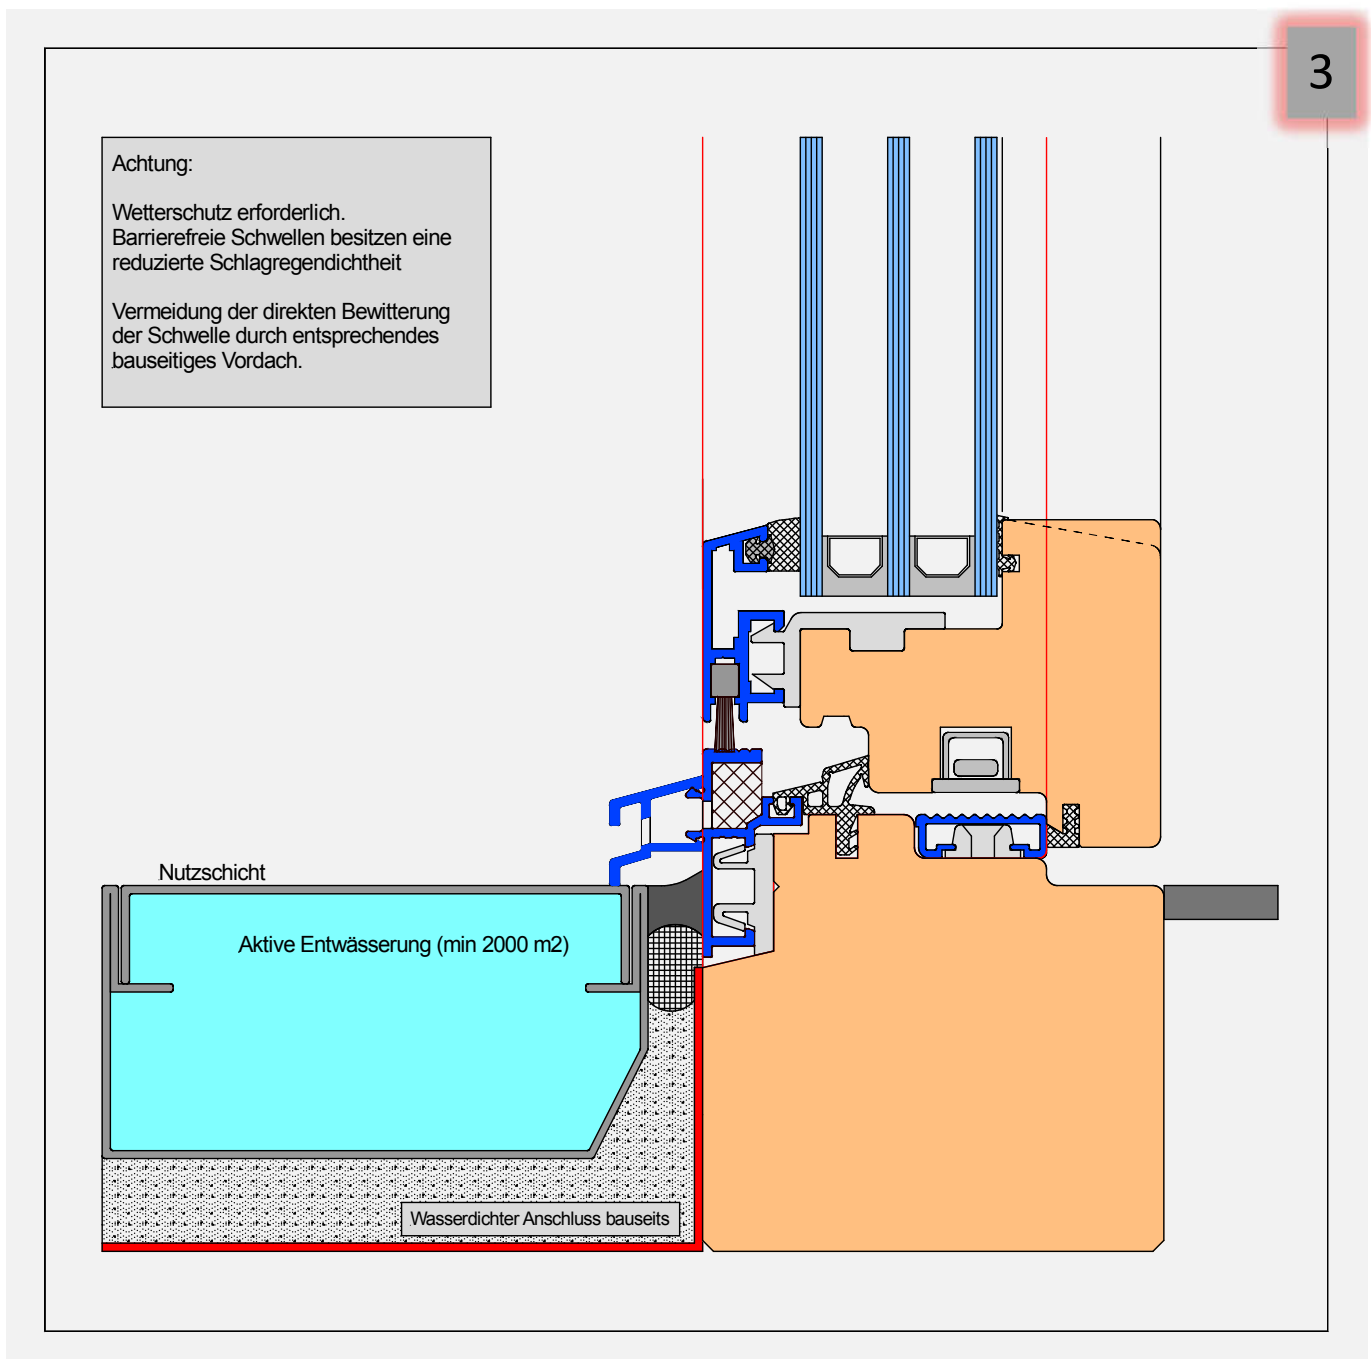 3
Achtung:
Wetterschutz erforderlich.
Barrierefreie Schwellen besitzen eine
reduzierte Schlagregendichtheit
Vermeidung der direkten Bewitterung
der Schwelle durch entsprechendes
bauseitiges Vordach.
Nutzschicht
Aktive Entwässerung (min 2000 m2)
Wasserdichter Anschluss bauseits